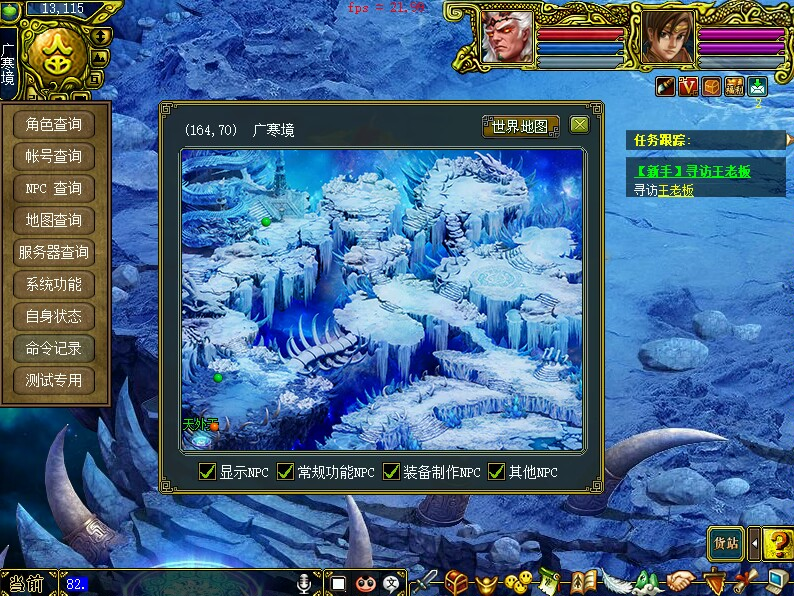 13,115
fps = 21.90
广寒境
角色查询
帐号查询
NPC 查询
地图查询
服务器查询
系统功能
自身状态
命令记录
测试专用
(164,70) 广寒境
世界地图
显示NPC
常规功能NPC
装备制作NPC
其他NPC
福利
2
任务跟踪:
【新手】寻访王老板
寻访王老板
货站
当前
82.
文